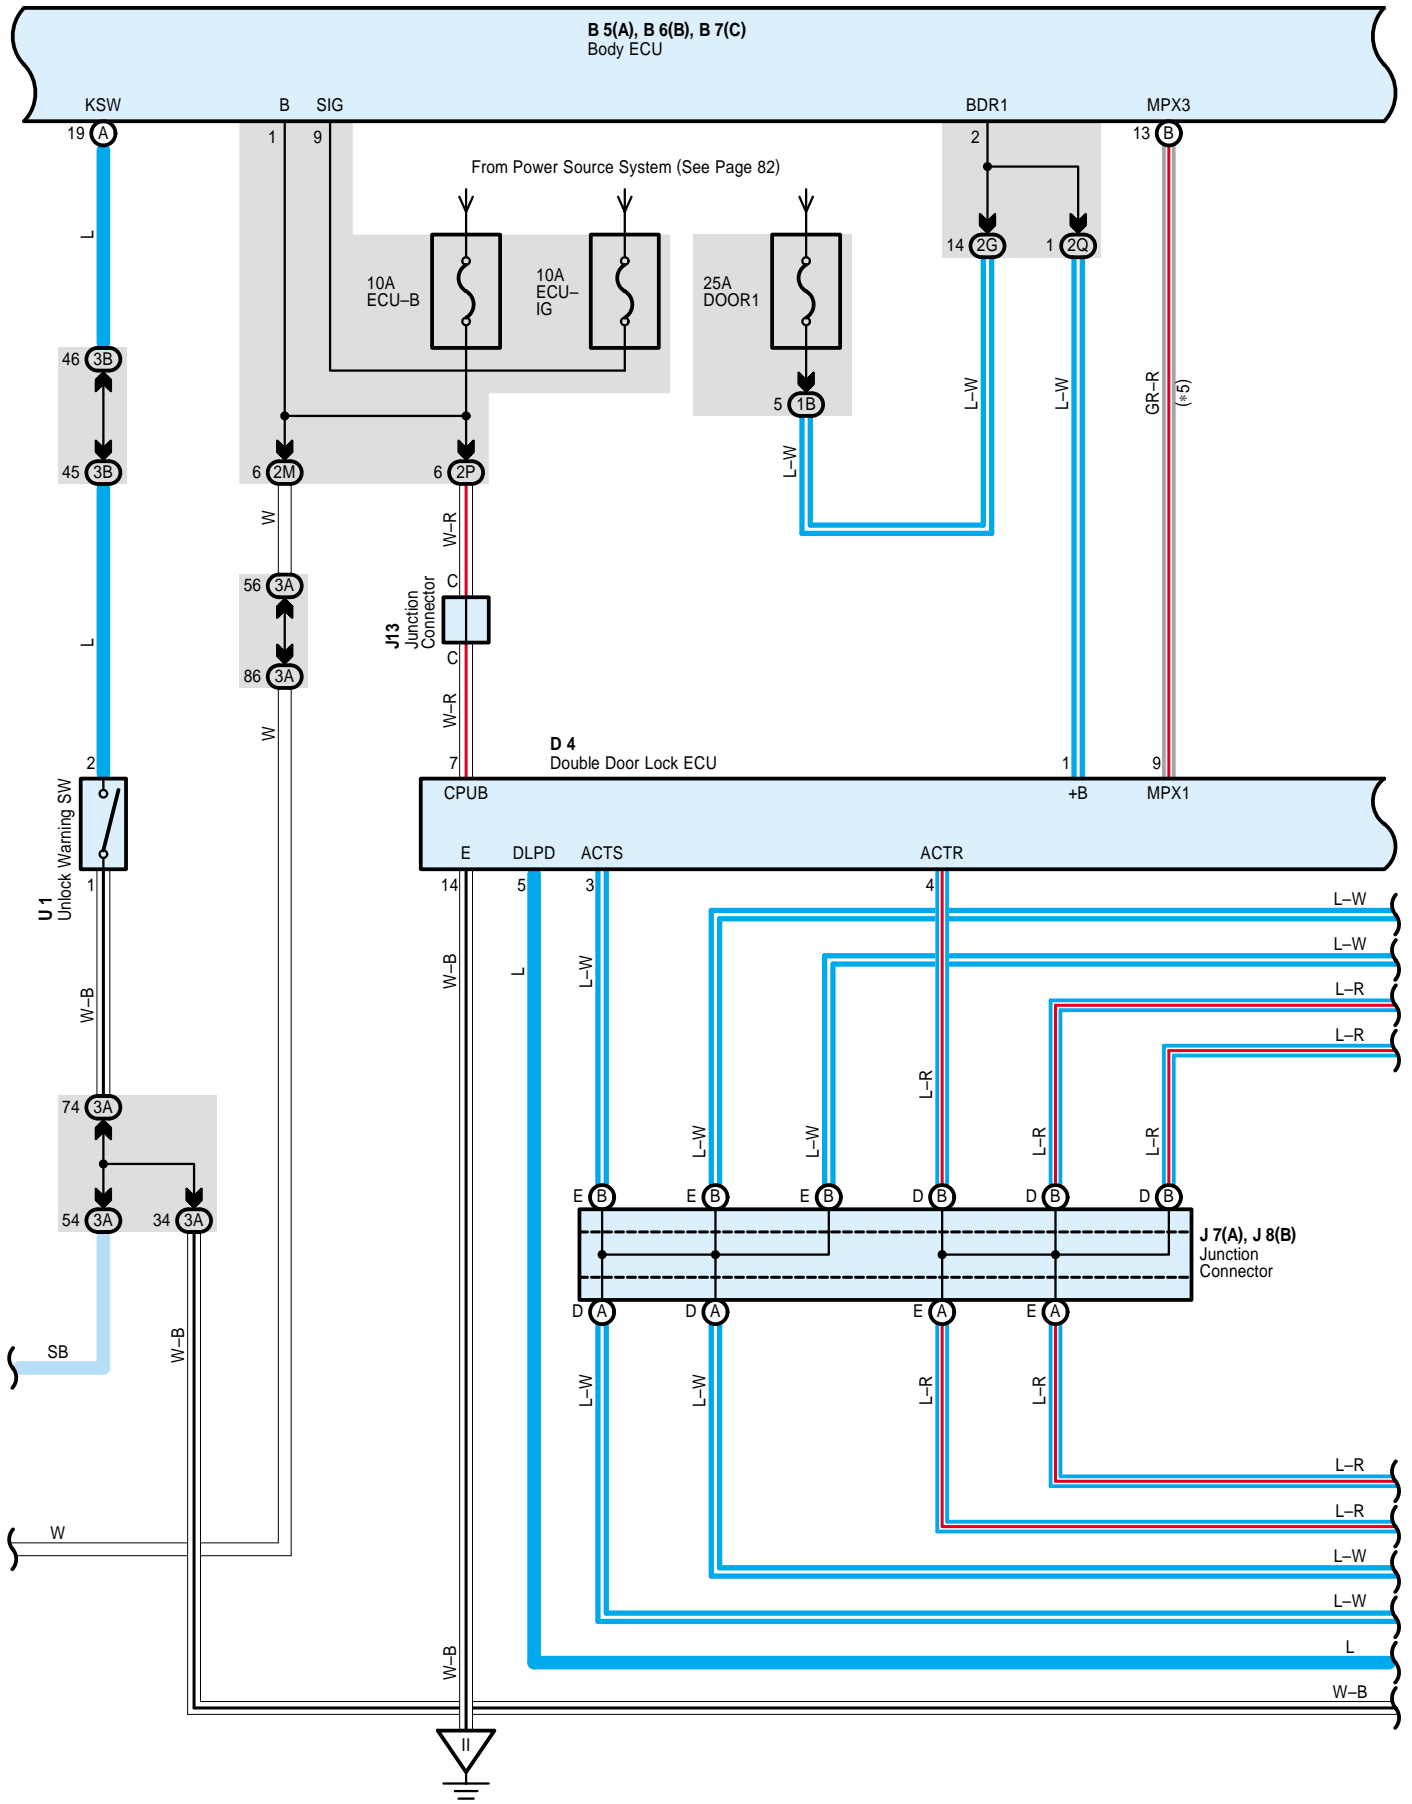 B 5(A), B 6(B), B 7(C)
Body ECU
KSW
B
SIG
BDR1
MPX3
19 A
1
9
2
13 B
From Power Source System (See Page 82)
L
14 2G
1 2Q
10A
ECU–B
10A
ECU–
IG
25A
DOOR1
46 3B
L–W
L–W
GR–R
(*5)
5 1B
45 3B
6 2M
6 2P
L–W
W
W–R
56 3A
C
J13
Junction
Connector
C
L
86 3A
W
W–R
D 4
Double Door Lock ECU
2
7
1
9
CPUB
+B
MPX1
U 1
Unlock Warning SW
E
DLPD
ACTS
ACTR
1
14
5
3
4
L–W
L–W
L–R
L–R
W–B
W–B
L
L–W
L–R
74 3A
L–W
L–W
L–R
L–R
E B
E B
E B
D B
D B
D B
54 3A
34 3A
J 7(A), J 8(B)
Junction
Connector
D A
D A
E A
E A
SB
W–B
L–W
L–W
L–R
L–R
L–R
L–R
W
L–W
L–W
W–B
L
W–B
II